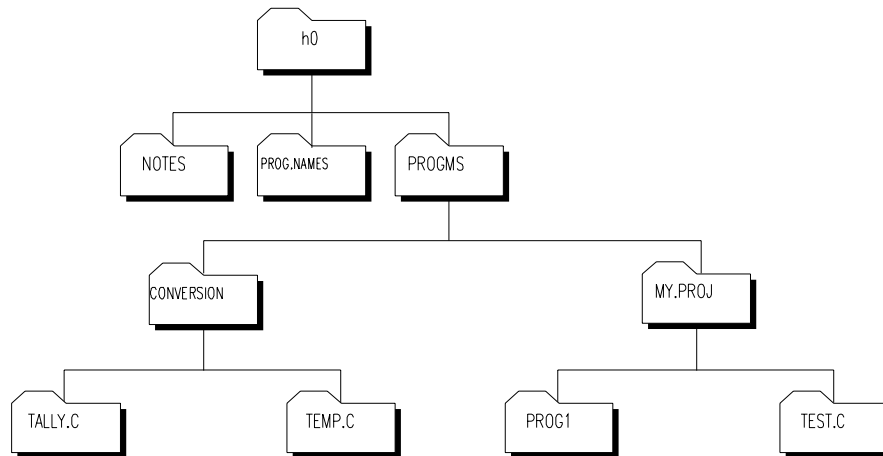 h0
NOTES
PROG.NAMES
PROGMS
CONVERSION
MY.PROJ
TALLY.C
TEMP.C
PROG1
TEST.C